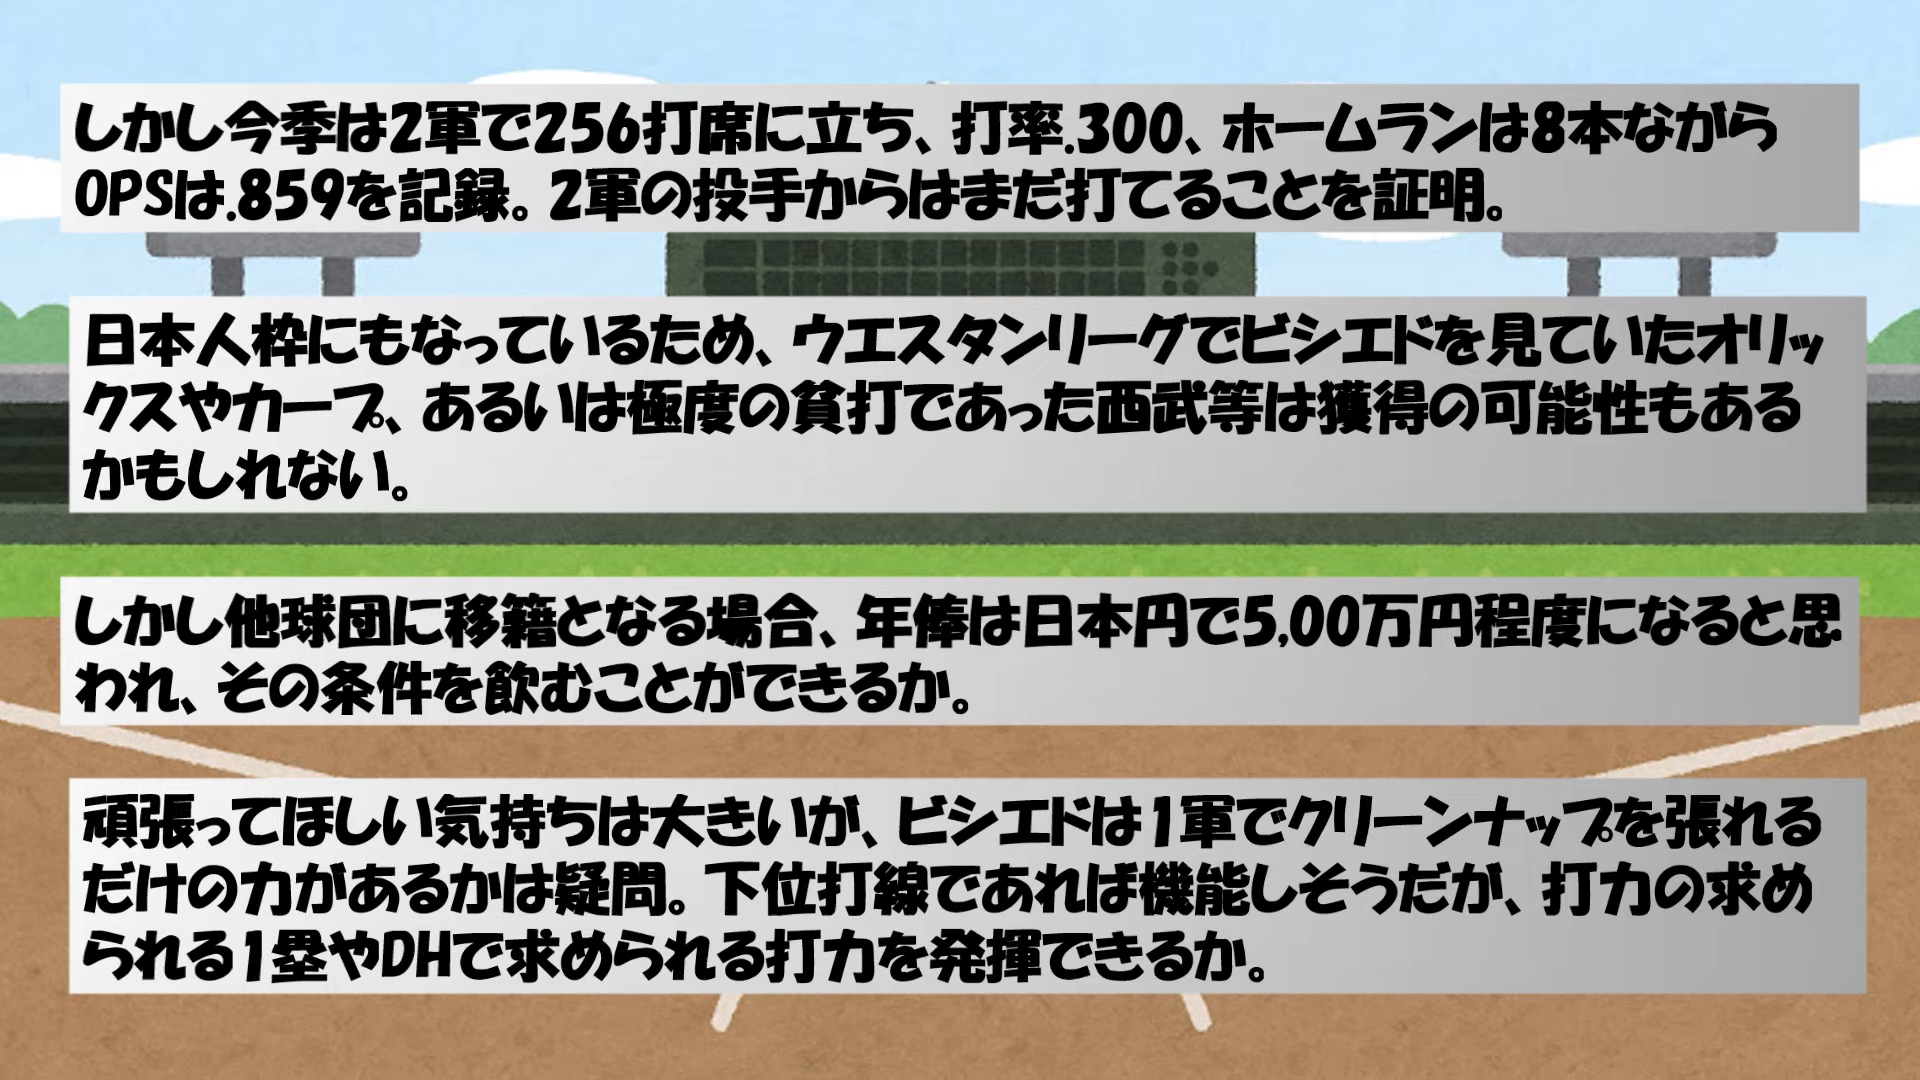 しかし今季は2軍で256打席に立ち、打率.300、ホームランは8本ながら
OPSは.859を記録。2軍の投手からはまだ打てることを証明。
日本人枠にもなっているため、ウエスタンリーグでビシエドを見ていたオリッ
クスやカープ、あるいは極度の貧打であった西武等は獲得の可能性もある
かもしれない。
しかし他球団に移籍となる場合、年俸は日本円で5,00万円程度になると思
われ、その条件を飲むことができるか。
頑張ってほしい気持ちは大きいが、ビシエドは1軍でクリーンナップを張れる
だけの力があるかは疑問。下位打線であれば機能しそうだが、打力の求め
られる1塁やDHで求められる打力を発揮できるか。